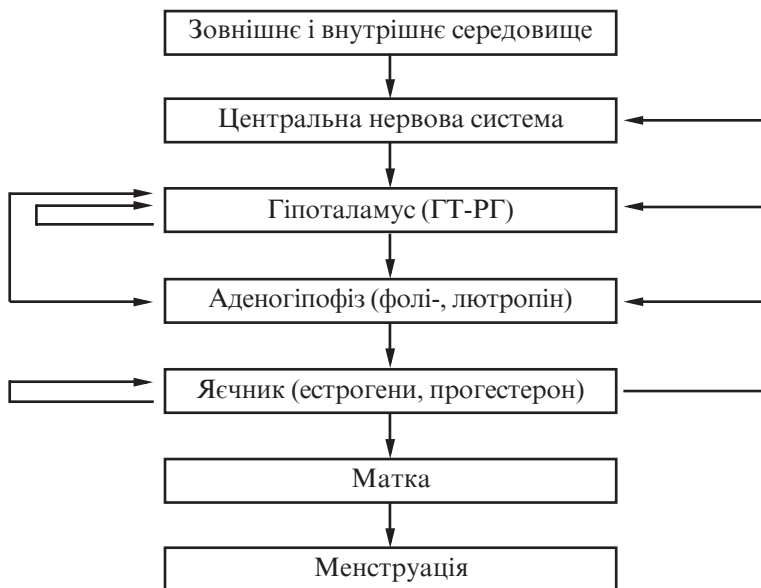 Зовнішнє і внутрішнє середовище
Центральна нервова система
Гіпоталамус (ГТ-РГ)
Аденогіпофіз (фолі-, лютропін)
Яєчник (естрогени, прогестерон)
Матка
Менструація